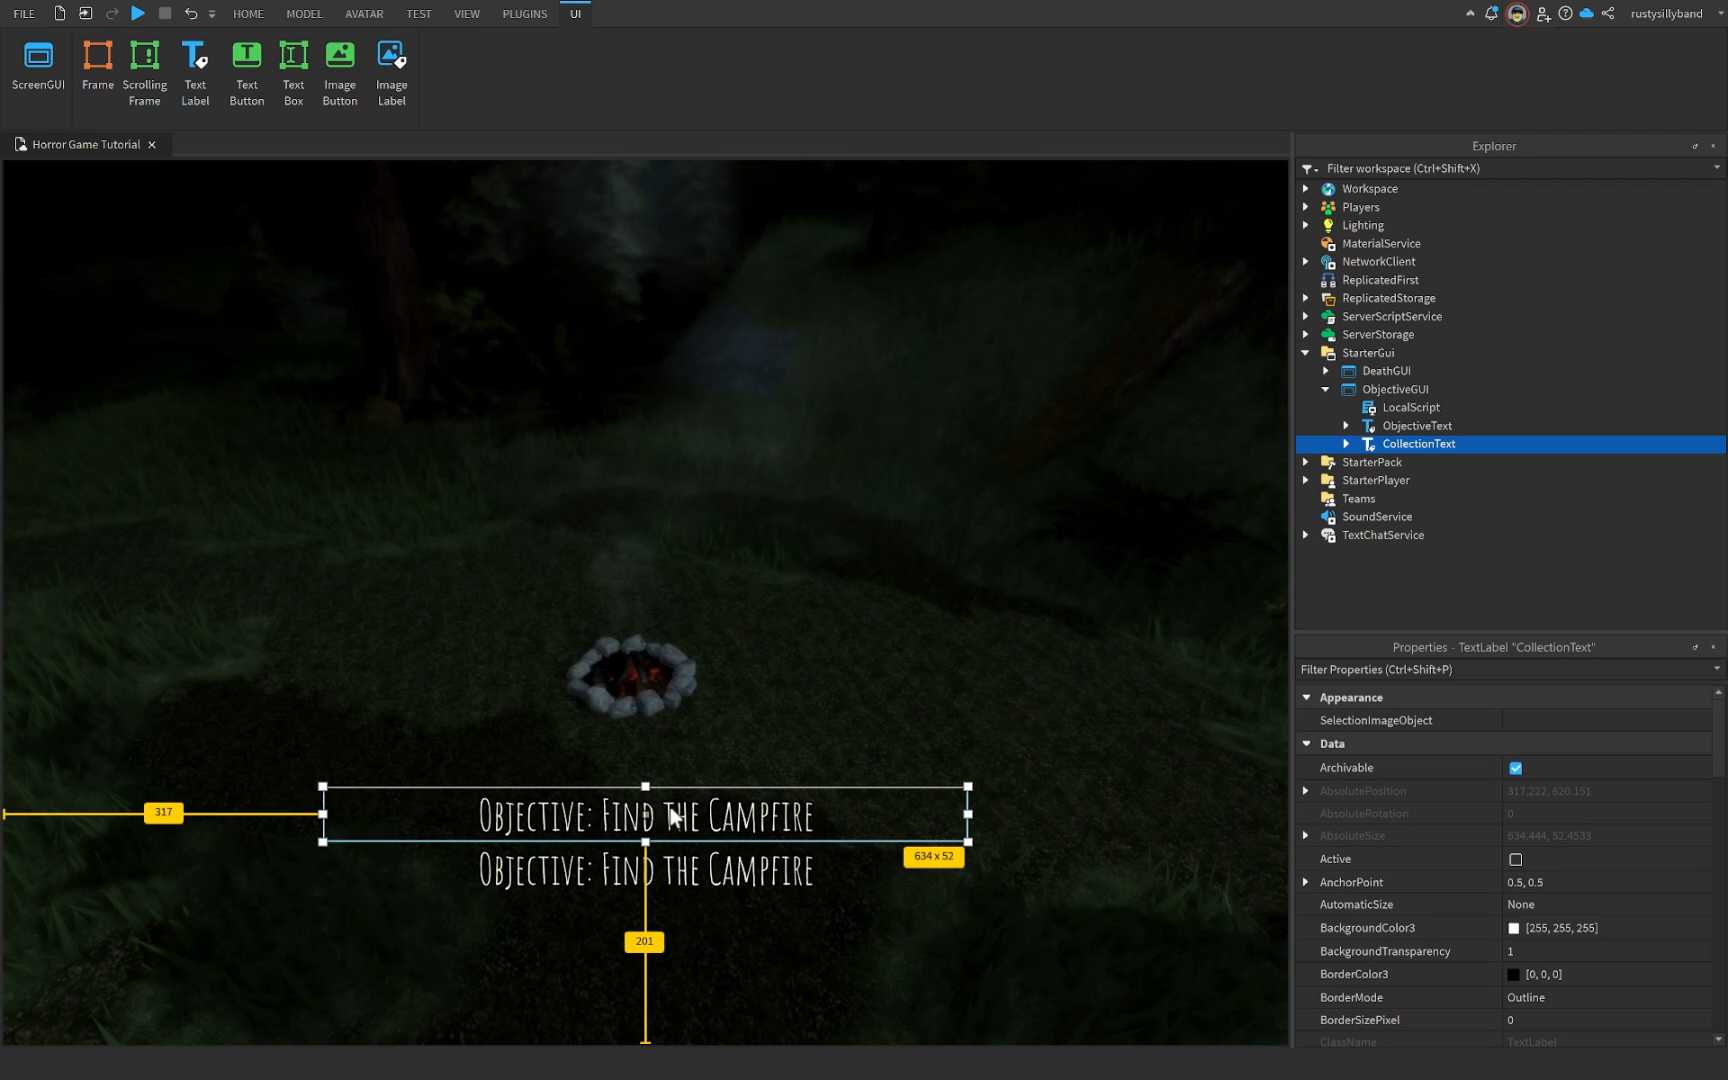 FILE HOME MODEL AVATAR TEST VIEW PLUGINS UI rustysillyband
ScreenGUI Frame Scrolling Frame Text Label Text Button Text Box Image Button Image Label
Horror Game Tutorial
Explorer
Filter workspace (Ctrl+Shift+X)
Workspace
Players
Lighting
MaterialService
NetworkClient
ReplicatedFirst
ReplicatedStorage
ServerScriptService
ServerStorage
StarterGui
DeathGUI
ObjectiveGUI
LocalScript
ObjectiveText
CollectionText
StarterPack
StarterPlayer
Teams
SoundService
TextChatService
317
Objective: Find the Campfire
634 x 52
Objective: Find the Campfire
201
Properties - TextLabel "CollectionText"
Filter Properties (Ctrl+Shift+P)
Appearance
SelectionImageObject
Data
Archivable
AbsolutePosition 317.222, 620.151
AbsoluteRotation 0
AbsoluteSize 634.444, 52.4533
Active
AnchorPoint 0.5, 0.5
AutomaticSize None
BackgroundColor3 [255, 255, 255]
BackgroundTransparency 1
BorderColor3 [0, 0, 0]
BorderMode Outline
BorderSizePixel 0
ClassName TextLabel